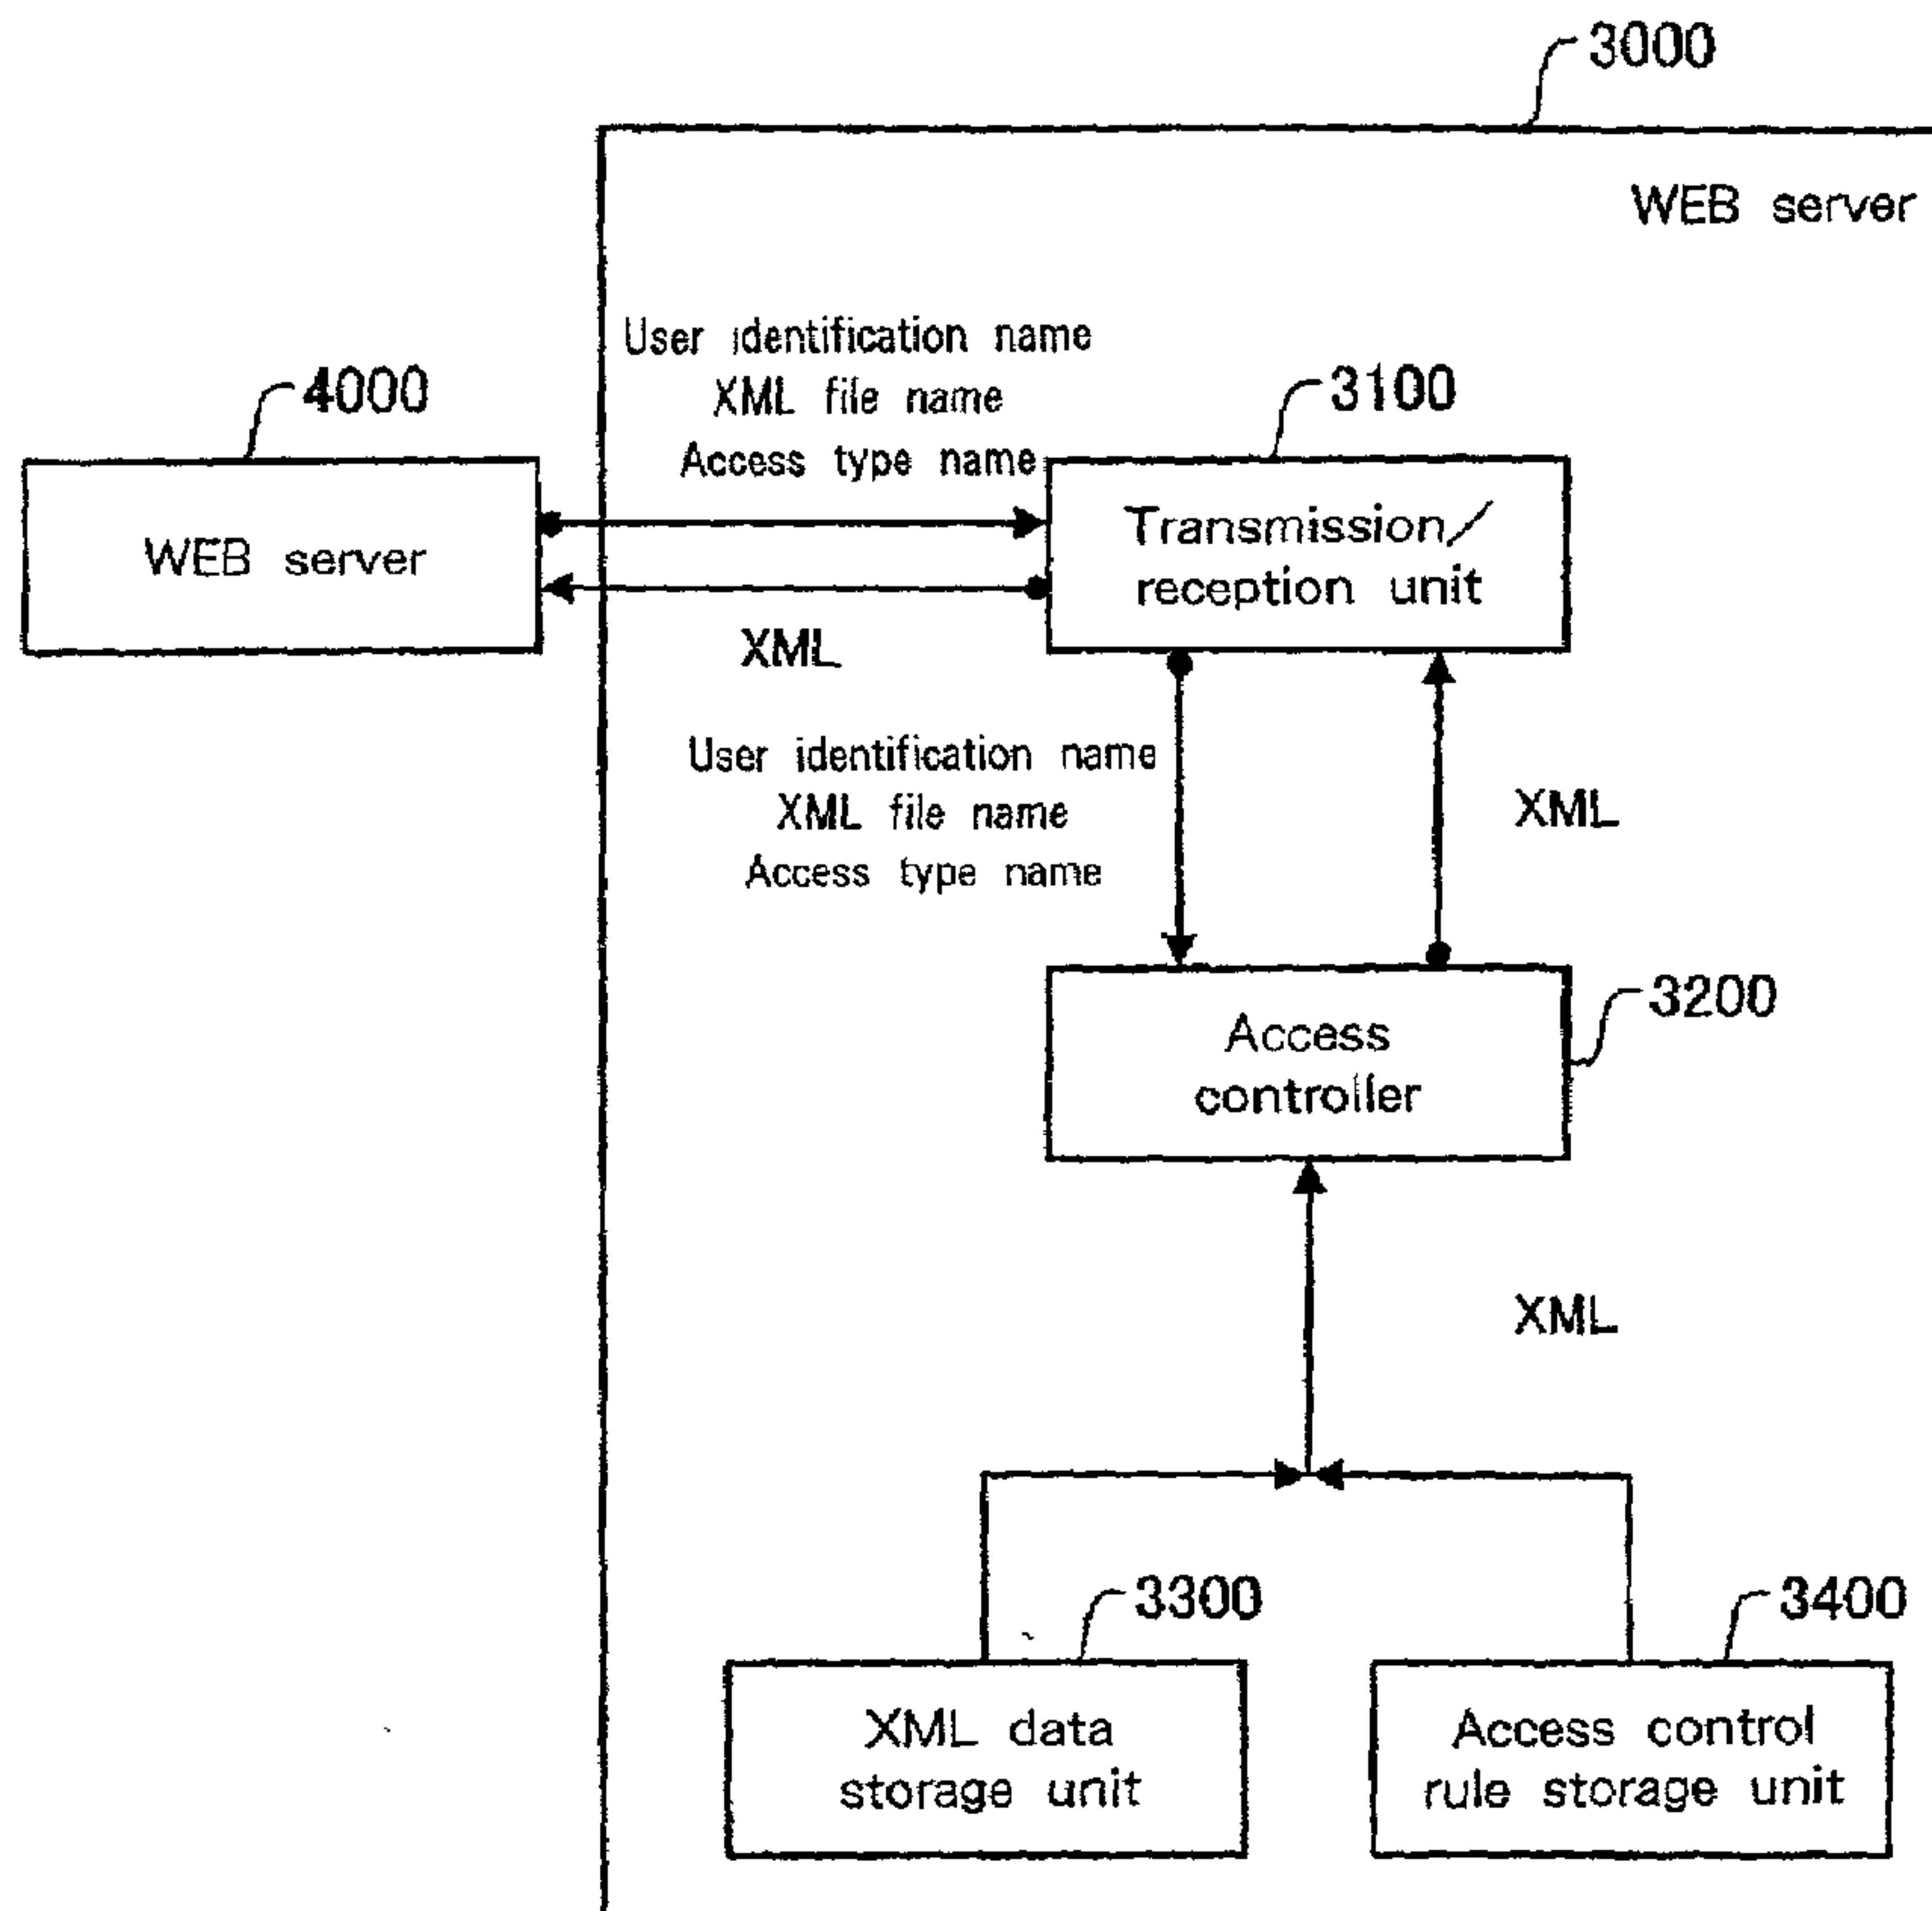 3000
WEB server
User identification name
XML file name
Access type name
4000
3100
WEB server
Transmission/
reception unit
XML
User identification name
XML file name
Access type name
XML
3200
Access
controller
XML
3300
3400
XML data
storage unit
Access control
rule storage unit